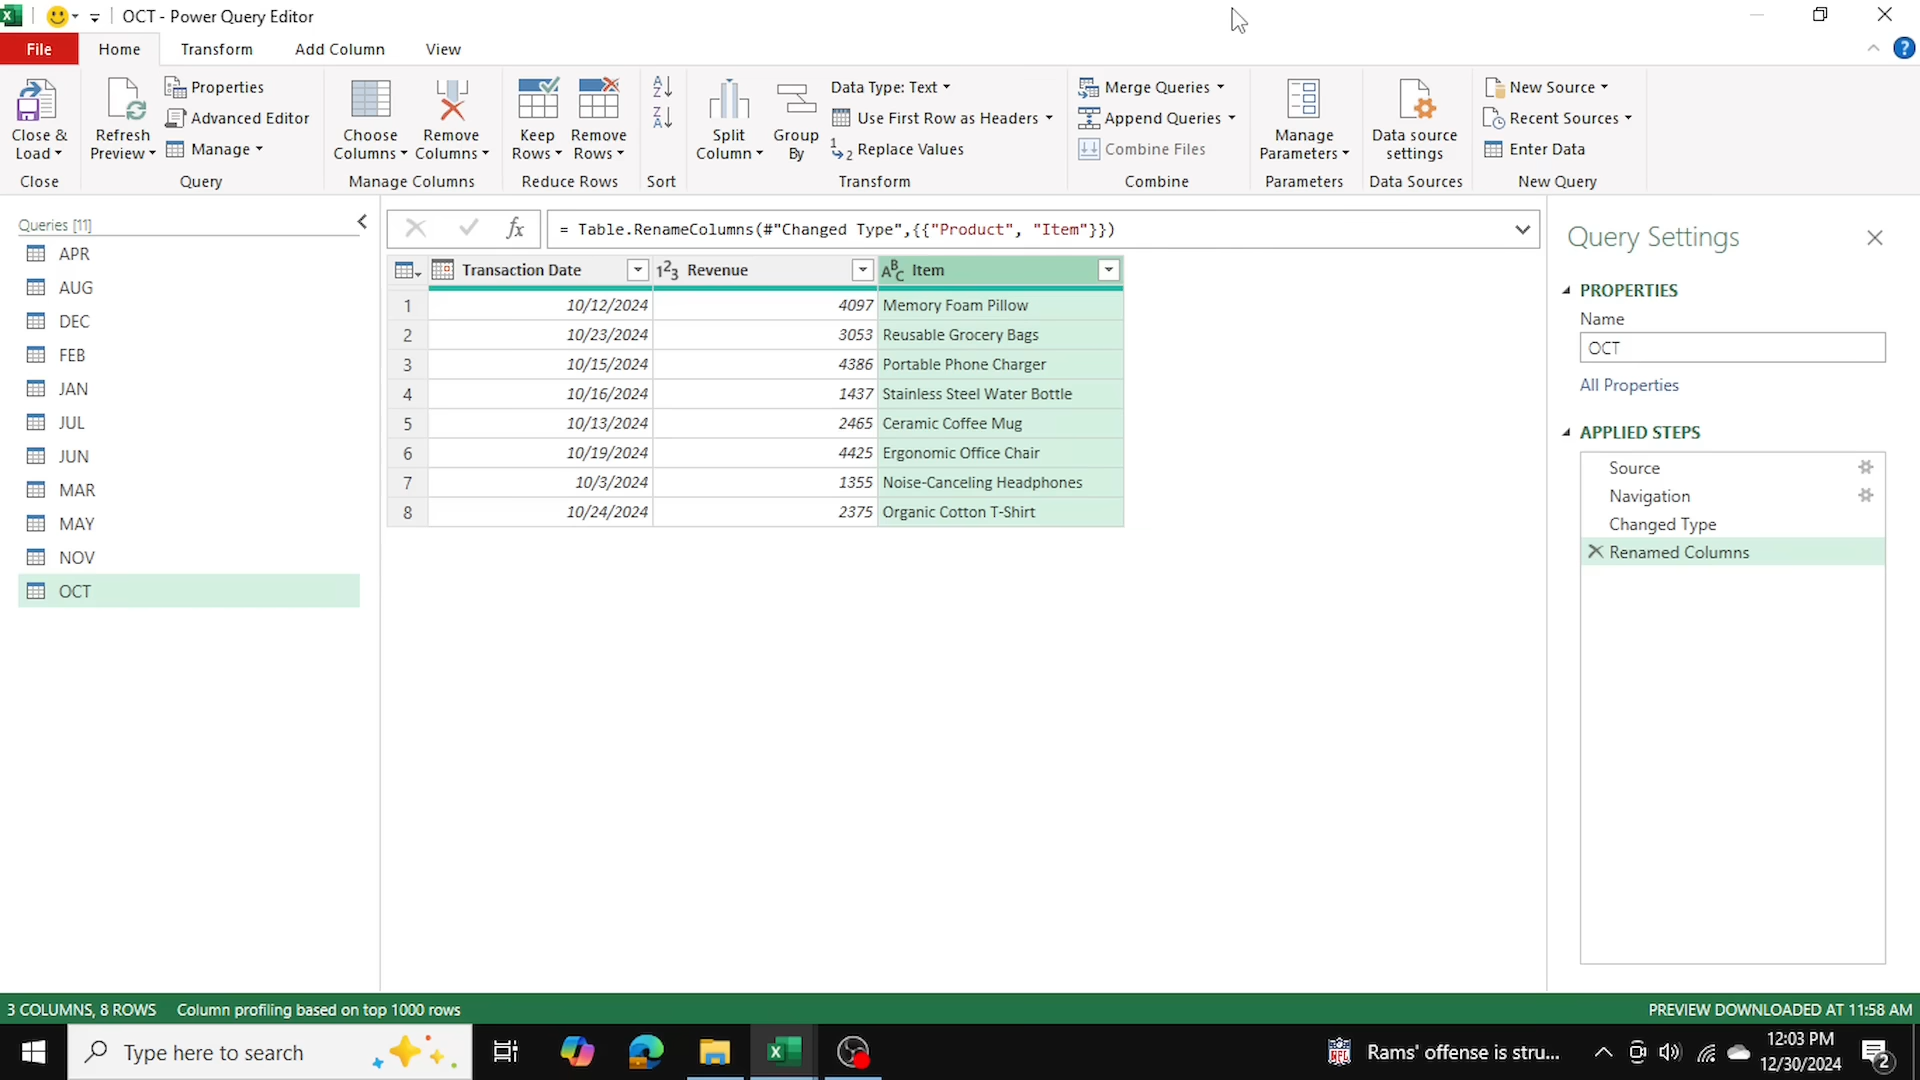 OCT - Power Query Editor
File
Home
Transform
Add Column
View
Close &
Load
Refresh
Preview
Properties
Advanced Editor
Manage
Choose
Columns
Remove
Columns
Keep
Rows
Remove
Rows
Split
Column
Group
By
Data Type: Text
Use First Row as Headers
Replace Values
Merge Queries
Append Queries
Combine Files
Manage
Parameters
Data source
settings
New Source
Recent Sources
Enter Data
Close
Query
Manage Columns
Reduce Rows
Sort
Transform
Combine
Parameters
Data Sources
New Query
Queries [11]
APR
AUG
DEC
FEB
JAN
JUL
JUN
MAR
MAY
NOV
OCT
fx
= Table.RenameColumns(#"Changed Type",{{"Product", "Item"}})
Transaction Date 123 Revenue ABC Item
1 10/12/2024 4097 Memory Foam Pillow
2 10/23/2024 3053 Reusable Grocery Bags
3 10/15/2024 4386 Portable Phone Charger
4 10/16/2024 1437 Stainless Steel Water Bottle
5 10/13/2024 2465 Ceramic Coffee Mug
6 10/19/2024 4425 Ergonomic Office Chair
7 10/3/2024 1355 Noise-Canceling Headphones
8 10/24/2024 2375 Organic Cotton T-Shirt
Query Settings
PROPERTIES
Name
OCT
All Properties
APPLIED STEPS
Source
Navigation
Changed Type
Renamed Columns
3 COLUMNS, 8 ROWS
Column profiling based on top 1000 rows
PREVIEW DOWNLOADED AT 11:58 AM
Type here to search
Rams' offense is stru...
12:03 PM
12/30/2024
2